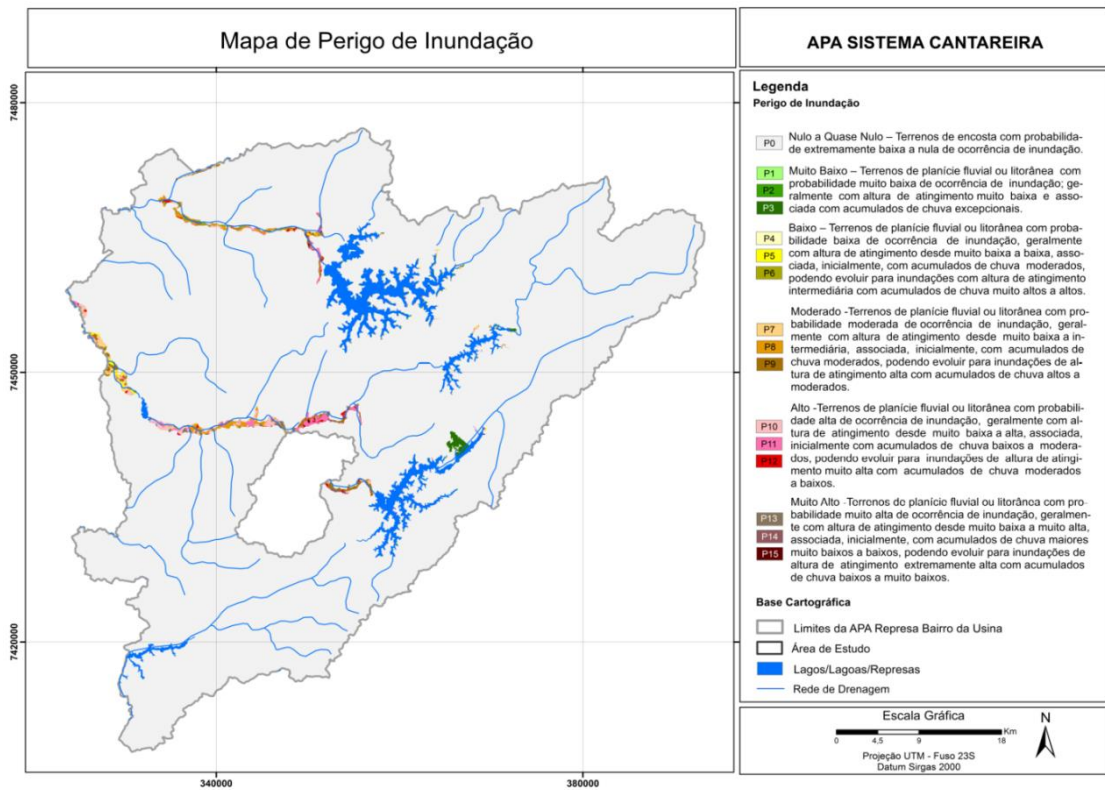 Mapa de Perigo de Inundação
APA SISTEMA CANTAREIRA
7480000
7450000
7420000
340000
380000
Legenda
Perigo de Inundação
P0
Nulo a Quase Nulo – Terrenos de encosta com probabilida-
de extremamente baixa a nula de ocorrência de inundação.
P1
P2
P3
Muito Baixo – Terrenos de planície fluvial ou litorânea com
probabilidade muito baixa de ocorrência de inundação; ge-
ralmente com altura de atingimento muito baixa e asso-
ciada com acumulados de chuva excepcionais.
P4
P5
P6
Baixo – Terrenos de planície fluvial ou litorânea com proba-
bilidade baixa de ocorrência de inundação, geralmente
com altura de atingimento desde muito baixa a baixa, asso-
ciada, inicialmente, com acumulados de chuva moderados,
podendo evoluir para inundações com altura de atingimento
intermediária com acumulados de chuva muito altos a altos.
P7
P8
P9
Moderado -Terrenos de planície fluvial ou litorânea com pro-
babilidade moderada de ocorrência de inundação, geral-
mente com altura de atingimento desde muito baixa a in-
termediária, associada, inicialmente, com acumulados de
chuva moderados, podendo evoluir para inundações de al-
tura de atingimento alta com acumulados de chuva altos a
moderados.
P10
P11
P12
Alto -Terrenos de planície fluvial ou litorânea com probabili-
dade alta de ocorrência de inundação, geralmente com al-
tura de atingimento desde muito baixa a alta, associada,
inicialmente com acumulados de chuva baixos a modera-
dos, podendo evoluir para inundações de altura de atingi-
mento muito alta com acumulados de chuva moderados
a baixos.
P13
P14
P15
Muito Alto -Terrenos de planície fluvial ou litorânea com pro-
babilidade muito alta de ocorrência de inundação, geralmen-
te com altura de atingimento desde muito baixa a muito alta,
associada, inicialmente, com acumulados de chuva maiores
muito baixos a baixos, podendo evoluir para inundações de
altura de atingimento extremamente alta com acumulados
de chuva baixos a muito baixos.
Base Cartográfica
Limites da APA Represa Bairro da Usina
Área de Estudo
Lagos/Lagoas/Represas
Rede de Drenagem
Escala Gráfica
0 4,5 9 18 Km
N
Projeção UTM - Fuso 23S
Datum Sirgas 2000